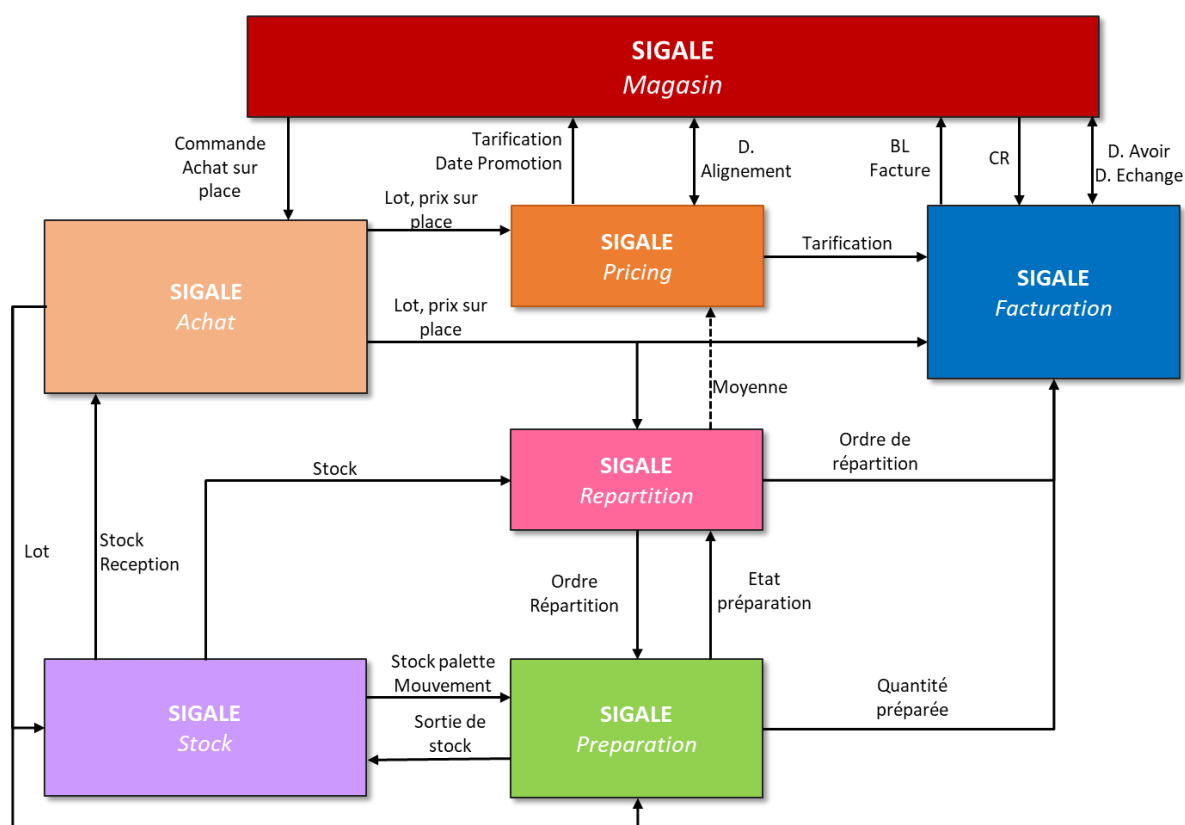 SIGALE
Magasin
Commande
Achat sur
place
Tarification
Date Promotion
D.
Alignement
BL
Facture
CR
D. Avoir
D. Echange
Lot, prix sur
place
SIGALE
Achat
SIGALE
Pricing
Tarification
SIGALE
Facturation
Lot, prix sur
place
Moyenne
Stock
SIGALE
Repartition
Ordre de
répartition
Lot
Stock
Reception
Ordre
Répartition
Etat
préparation
SIGALE
Stock
Stock palette
Mouvement
Sortie de
stock
SIGALE
Preparation
Quantité
préparée